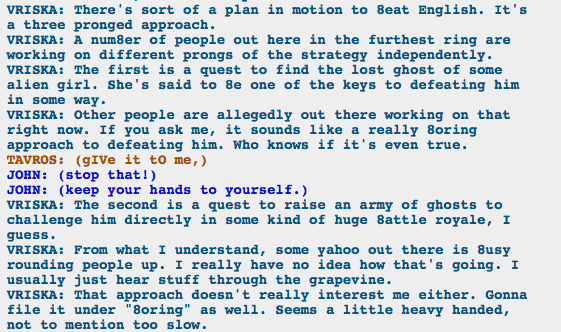 VRISKA: There's sort of a plan in motion to 8eat English. It's
a three pronged approach.
VRISKA: A num8er of people out here in the furthest ring are
working on different prongs of the strategy independently.
VRISKA: The first is a quest to find the lost ghost of some
alien girl. She's said to 8e one of the keys to defeating him
in some way.
VRISKA: Other people are allegedly out there working on that
right now. If you ask me, it sounds like a really 8oring
approach to defeating him. Who knows if it's even true.
TAVROS: (gIVe it tO me,)
JOHN: (stop that!)
JOHN: (keep your hands to yourself.)
VRISKA: The second is a quest to raise an army of ghosts to
challenge him directly in some kind of huge 8attle royale, I
guess.
VRISKA: From what I understand, some yahoo out there is 8usy
rounding people up. I really have no idea how that's going. I
usually just hear stuff through the grapevine.
VRISKA: That approach doesn't really interest me either. Gonna
file it under "8oring" as well. Seems a little heavy handed,
not to mention too slow.